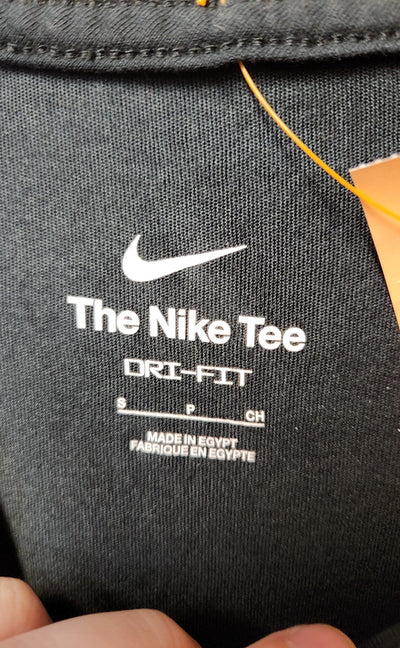 The Nike Tee
DRI-FIT
S P CH
MADE IN EGYPT
FABRIQUE EN EGYPTE